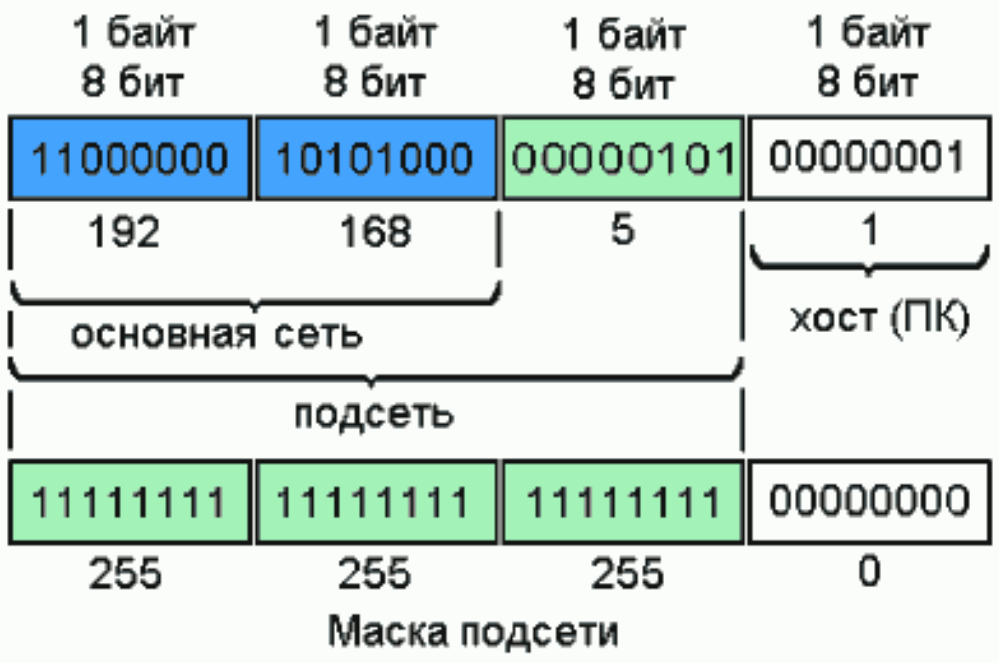 1 байт 1 байт 1 байт 1 байт
8 бит 8 бит 8 бит 8 бит
11000000 10101000 00000101 00000001
192 168 5 1
основная сеть хост (ПК)
подсеть
11111111 11111111 11111111 00000000
255 255 255 0
Маска подсети